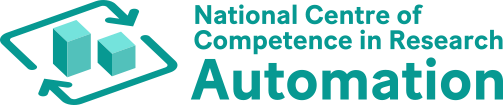 National Centre of
Competence in Research
Automation